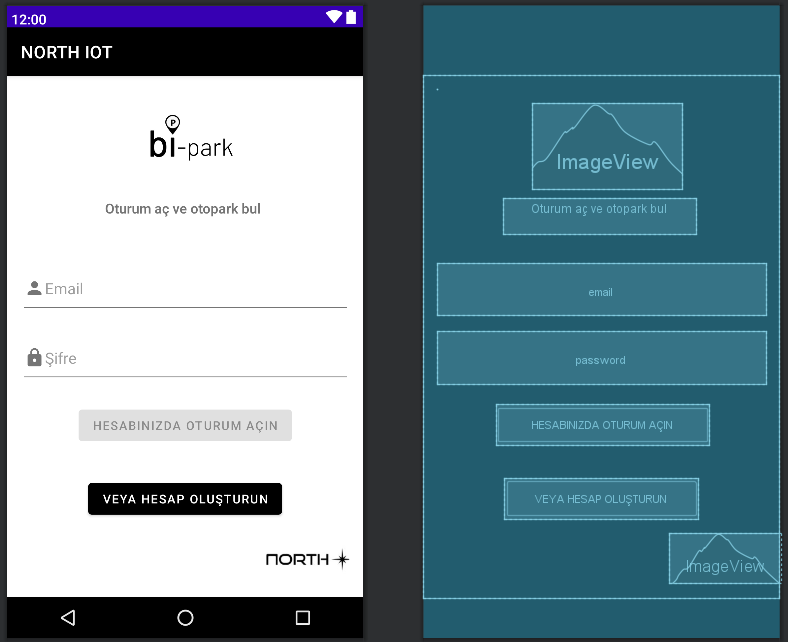 12:00
NORTH IOT
P
bi-park
Oturum aç ve otopark bul
Email
Şifre
HESABINIZDA OTURUM AÇIN
VEYA HESAP OLUŞTURUN
NORTH
ImageView
Oturum aç ve otopark bul
email
password
HESABINIZDA OTURUM AÇIN
VEYA HESAP OLUŞTURUN
ImageView